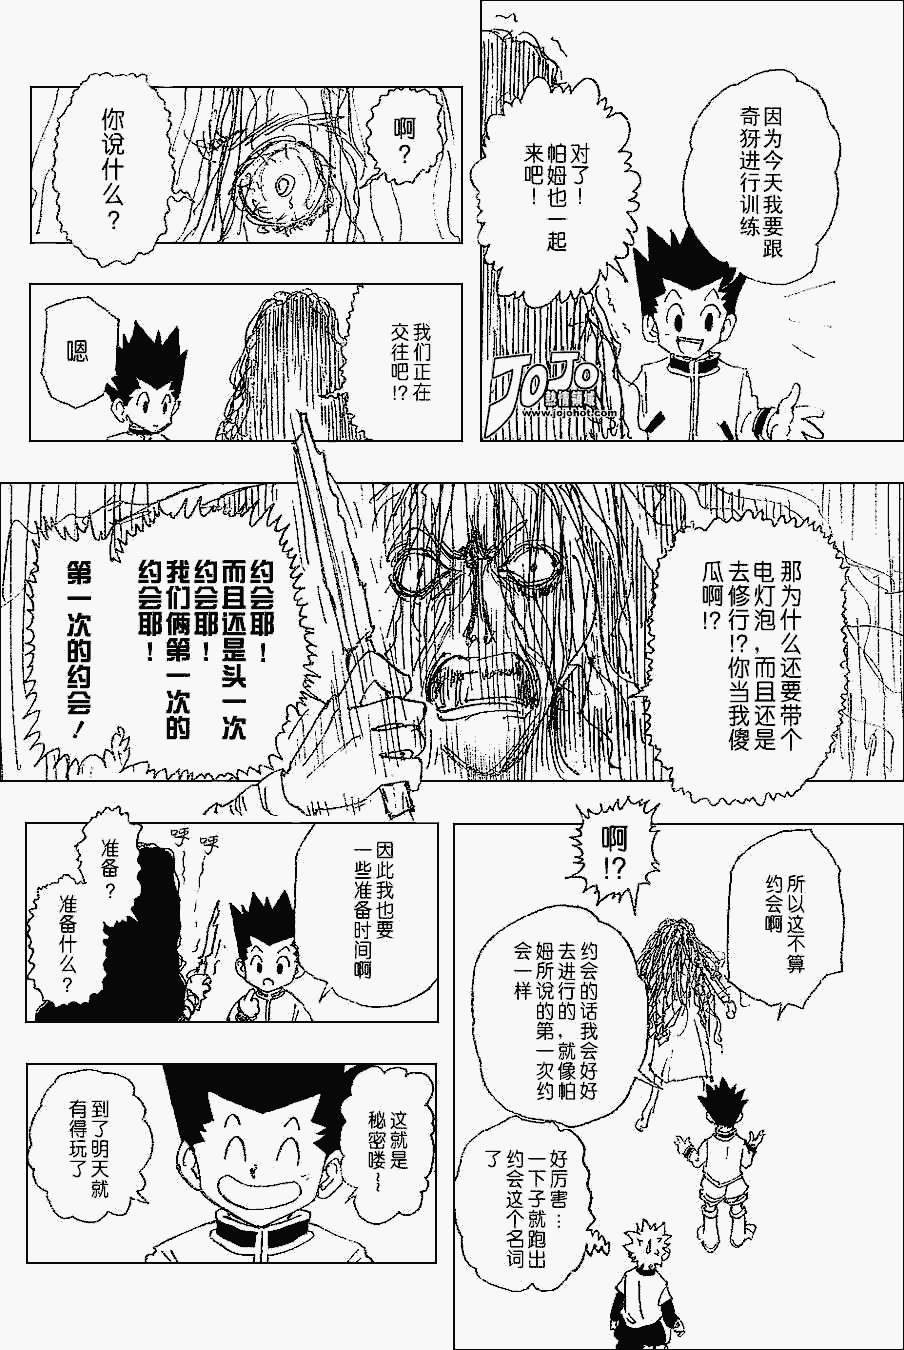 因为今天我要跟
奇犽进行训练
对了！
帕姆也一起
来吧！
JOJO
热情频道
www.jojohot.com
啊？
你说什么？
我们正在
交往吧!?
嗯
那为什么还要带个
电灯泡，而且还是
去修行!?你当我傻
瓜啊!?
约会耶！
而且还是头一次
约会耶！
我们俩第一次的
约会耶！
第一次的约会！
所以这不算
约会啊
啊!?
约会的话我会好好
去进行的，就像帕
姆所说的第一次约
会一样
好厉害…
一下子就跑出
约会这个名词
了
因此我也要
一些准备时间啊
呼
呼
准备？
准备什么？
这就是
秘密喽~
到了明天就
有得玩了